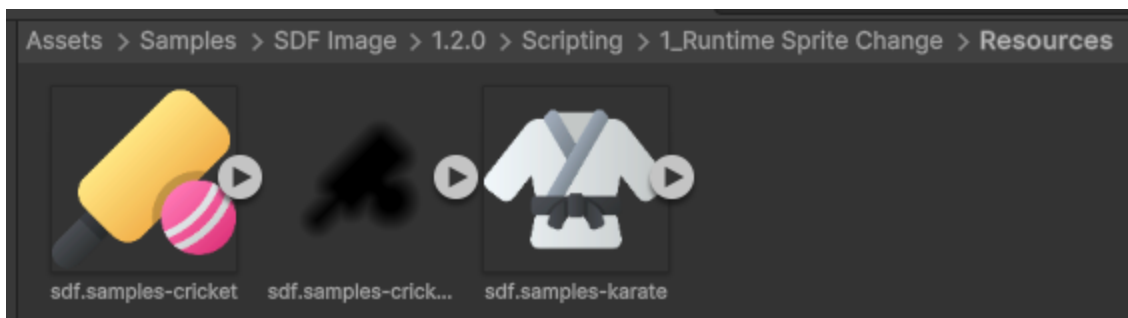 Assets > Samples > SDF Image > 1.2.0 > Scripting > 1_Runtime Sprite Change > Resources
sdf.samples-cricket sdf.samples-crick... sdf.samples-karate